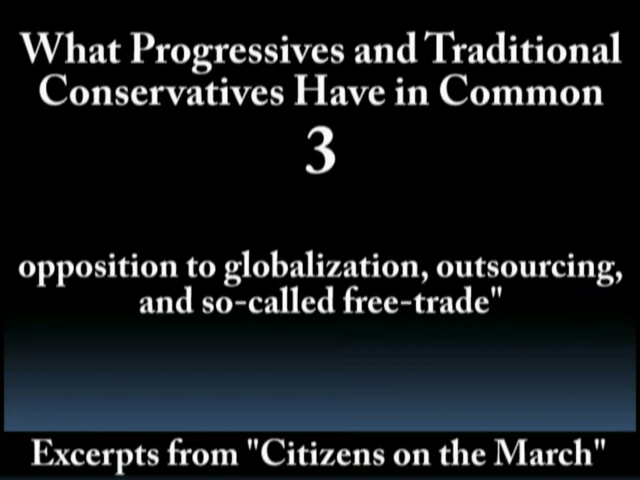 What Progressives and Traditional
Conservatives Have in Common
3
opposition to globalization, outsourcing,
and so-called free-trade"
Excerpts from "Citizens on the March"